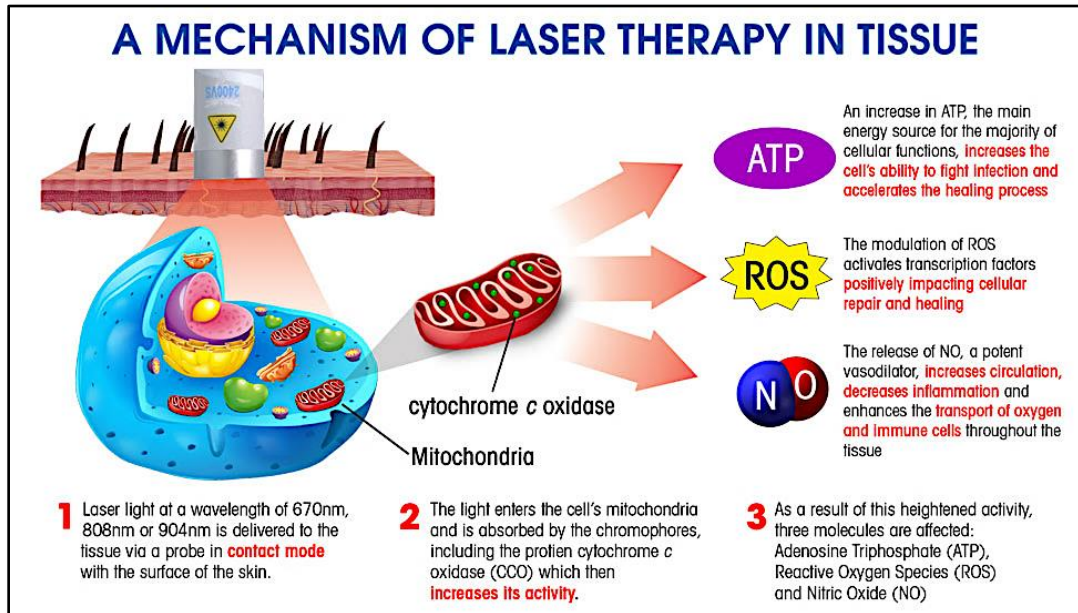 A MECHANISM OF LASER THERAPY IN TISSUE
2400VS
ATP
An increase in ATP, the main
energy source for the majority of
cellular functions, increases the
cell's ability to fight infection and
accelerates the healing process
ROS
The modulation of ROS
activates transcription factors
positively impacting cellular
repair and healing
NO
The release of NO, a potent
vasodilator, increases circulation,
decreases inflammation and
enhances the transport of oxygen
and immune cells throughout the
tissue
cytochrome c oxidase
Mitochondria
1 Laser light at a wavelength of 670nm,
808nm or 904nm is delivered to the
tissue via a probe in contact mode
with the surface of the skin.
2 The light enters the cell's mitochondria
and is absorbed by the chromophores,
including the protien cytochrome c
oxidase (CCO) which then
increases its activity.
3 As a result of this heightened activity,
three molecules are affected:
Adenosine Triphosphate (ATP),
Reactive Oxygen Species (ROS)
and Nitric Oxide (NO)